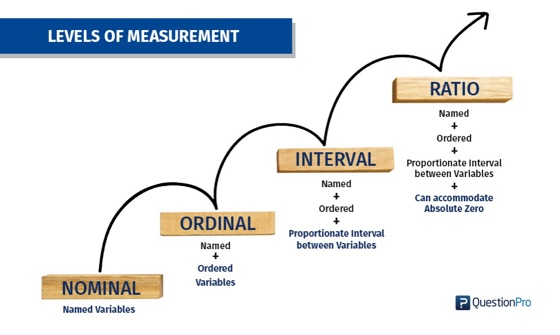 LEVELS OF MEASUREMENT
NOMINAL
Named Variables
ORDINAL
Named
+
Ordered
Variables
INTERVAL
Named
+
Ordered
+
Proportionate Interval
between Variables
RATIO
Named
+
Ordered
+
Proportionate Interval
between Variables
+
Can accommodate
Absolute Zero
QuestionPro